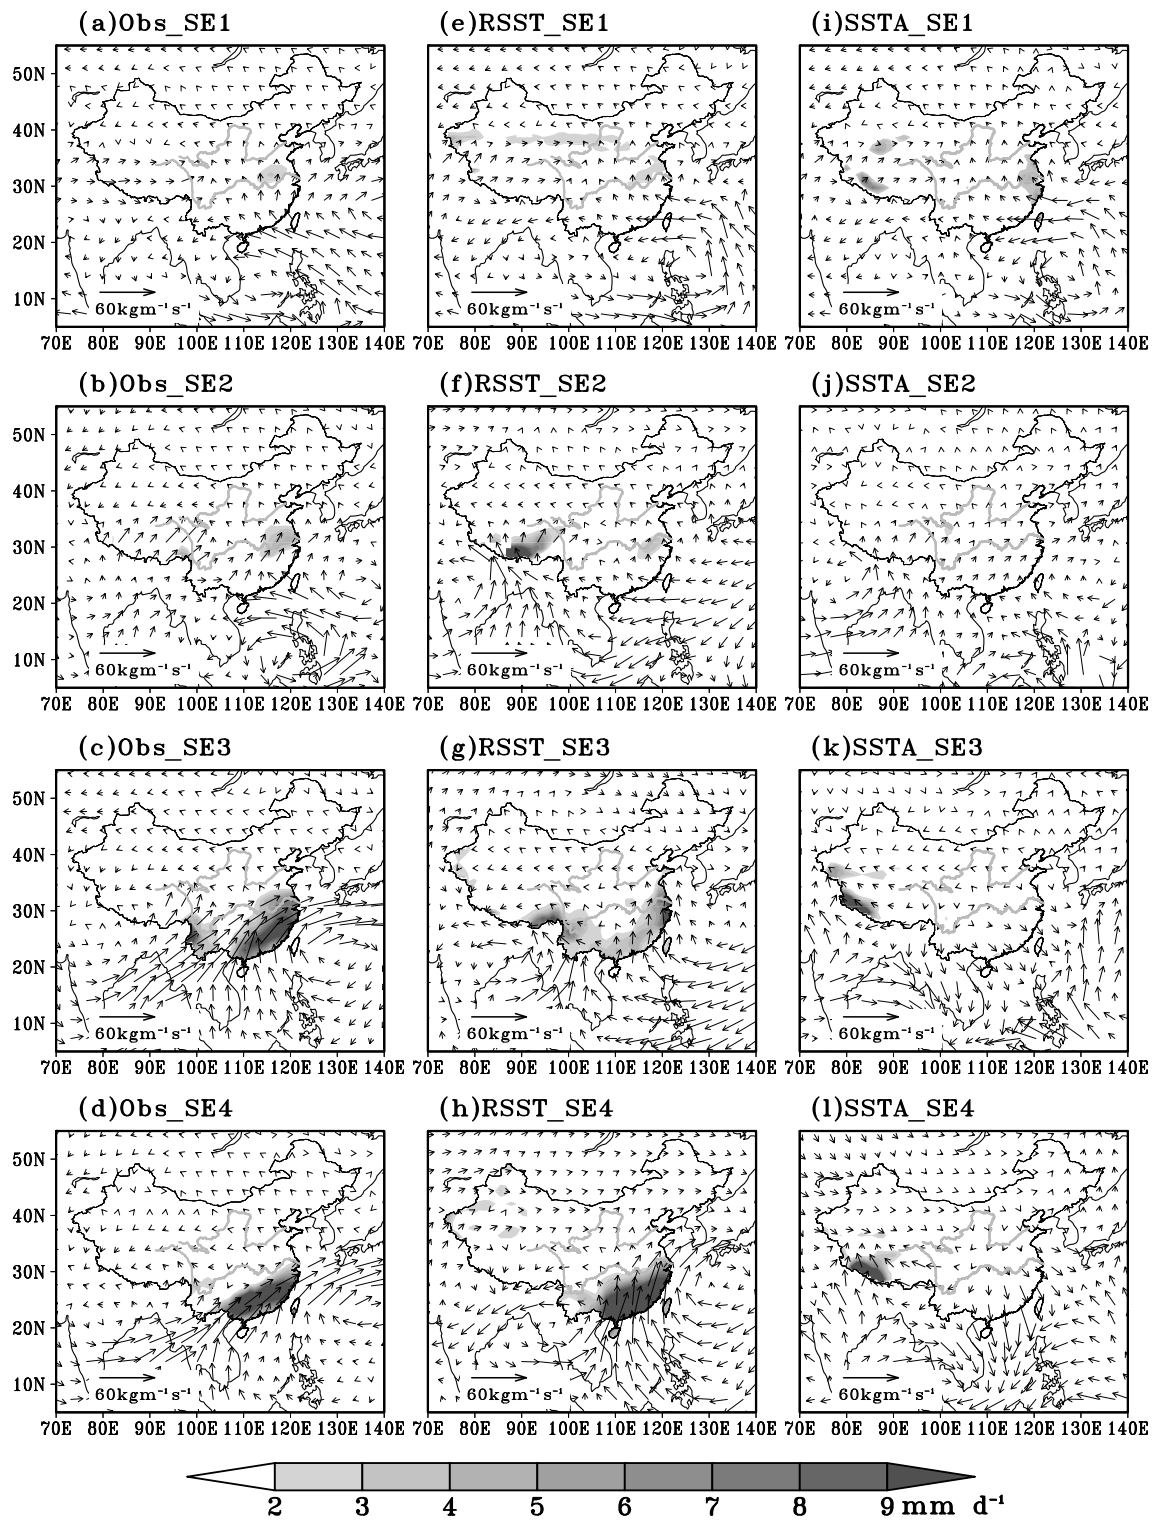 (a)Obs_SE1 (e)RSST_SE1 (i)SSTA_SE1
50N
40N
30N
20N
10N
60kgm⁻¹s⁻¹ 60kgm⁻¹s⁻¹ 60kgm⁻¹s⁻¹
70E 80E 90E 100E 110E 120E 130E 140E 70E 80E 90E 100E 110E 120E 130E 140E 70E 80E 90E 100E 110E 120E 130E 140E
(b)Obs_SE2 (f)RSST_SE2 (j)SSTA_SE2
50N
40N
30N
20N
10N
60kgm⁻¹s⁻¹ 60kgm⁻¹s⁻¹ 60kgm⁻¹s⁻¹
70E 80E 90E 100E 110E 120E 130E 140E 70E 80E 90E 100E 110E 120E 130E 140E 70E 80E 90E 100E 110E 120E 130E 140E
(c)Obs_SE3 (g)RSST_SE3 (k)SSTA_SE3
50N
40N
30N
20N
10N
60kgm⁻¹s⁻¹ 60kgm⁻¹s⁻¹ 60kgm⁻¹s⁻¹
70E 80E 90E 100E 110E 120E 130E 140E 70E 80E 90E 100E 110E 120E 130E 140E 70E 80E 90E 100E 110E 120E 130E 140E
(d)Obs_SE4 (h)RSST_SE4 (l)SSTA_SE4
50N
40N
30N
20N
10N
60kgm⁻¹s⁻¹ 60kgm⁻¹s⁻¹ 60kgm⁻¹s⁻¹
70E 80E 90E 100E 110E 120E 130E 140E 70E 80E 90E 100E 110E 120E 130E 140E 70E 80E 90E 100E 110E 120E 130E 140E
2 3 4 5 6 7 8 9 mm d⁻¹